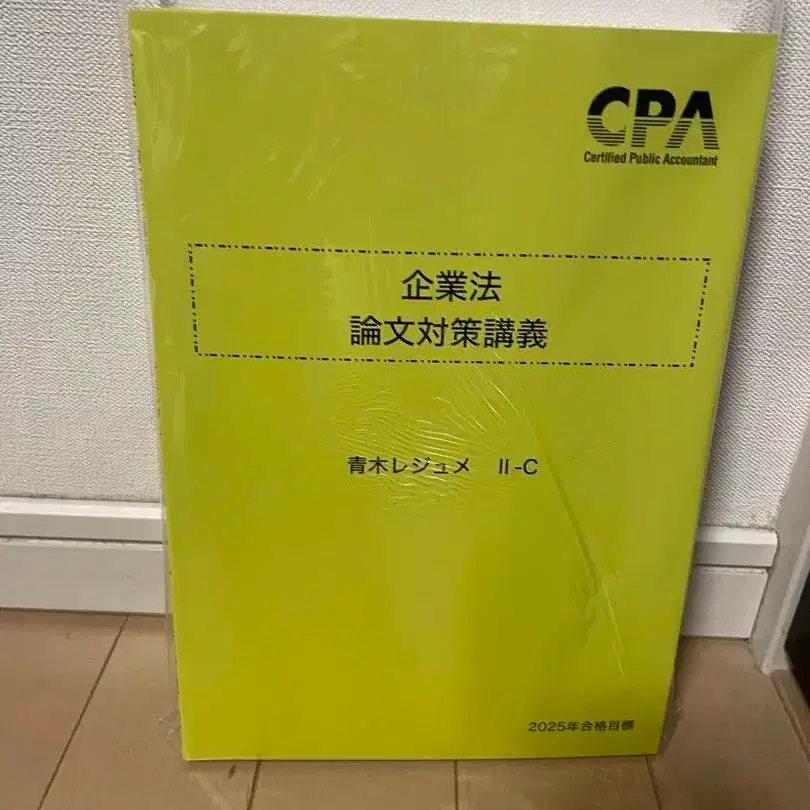 CPA
Certified Public Accountant
企業法
論文対策講義
青木レジュメ II-C
2025年合格目標